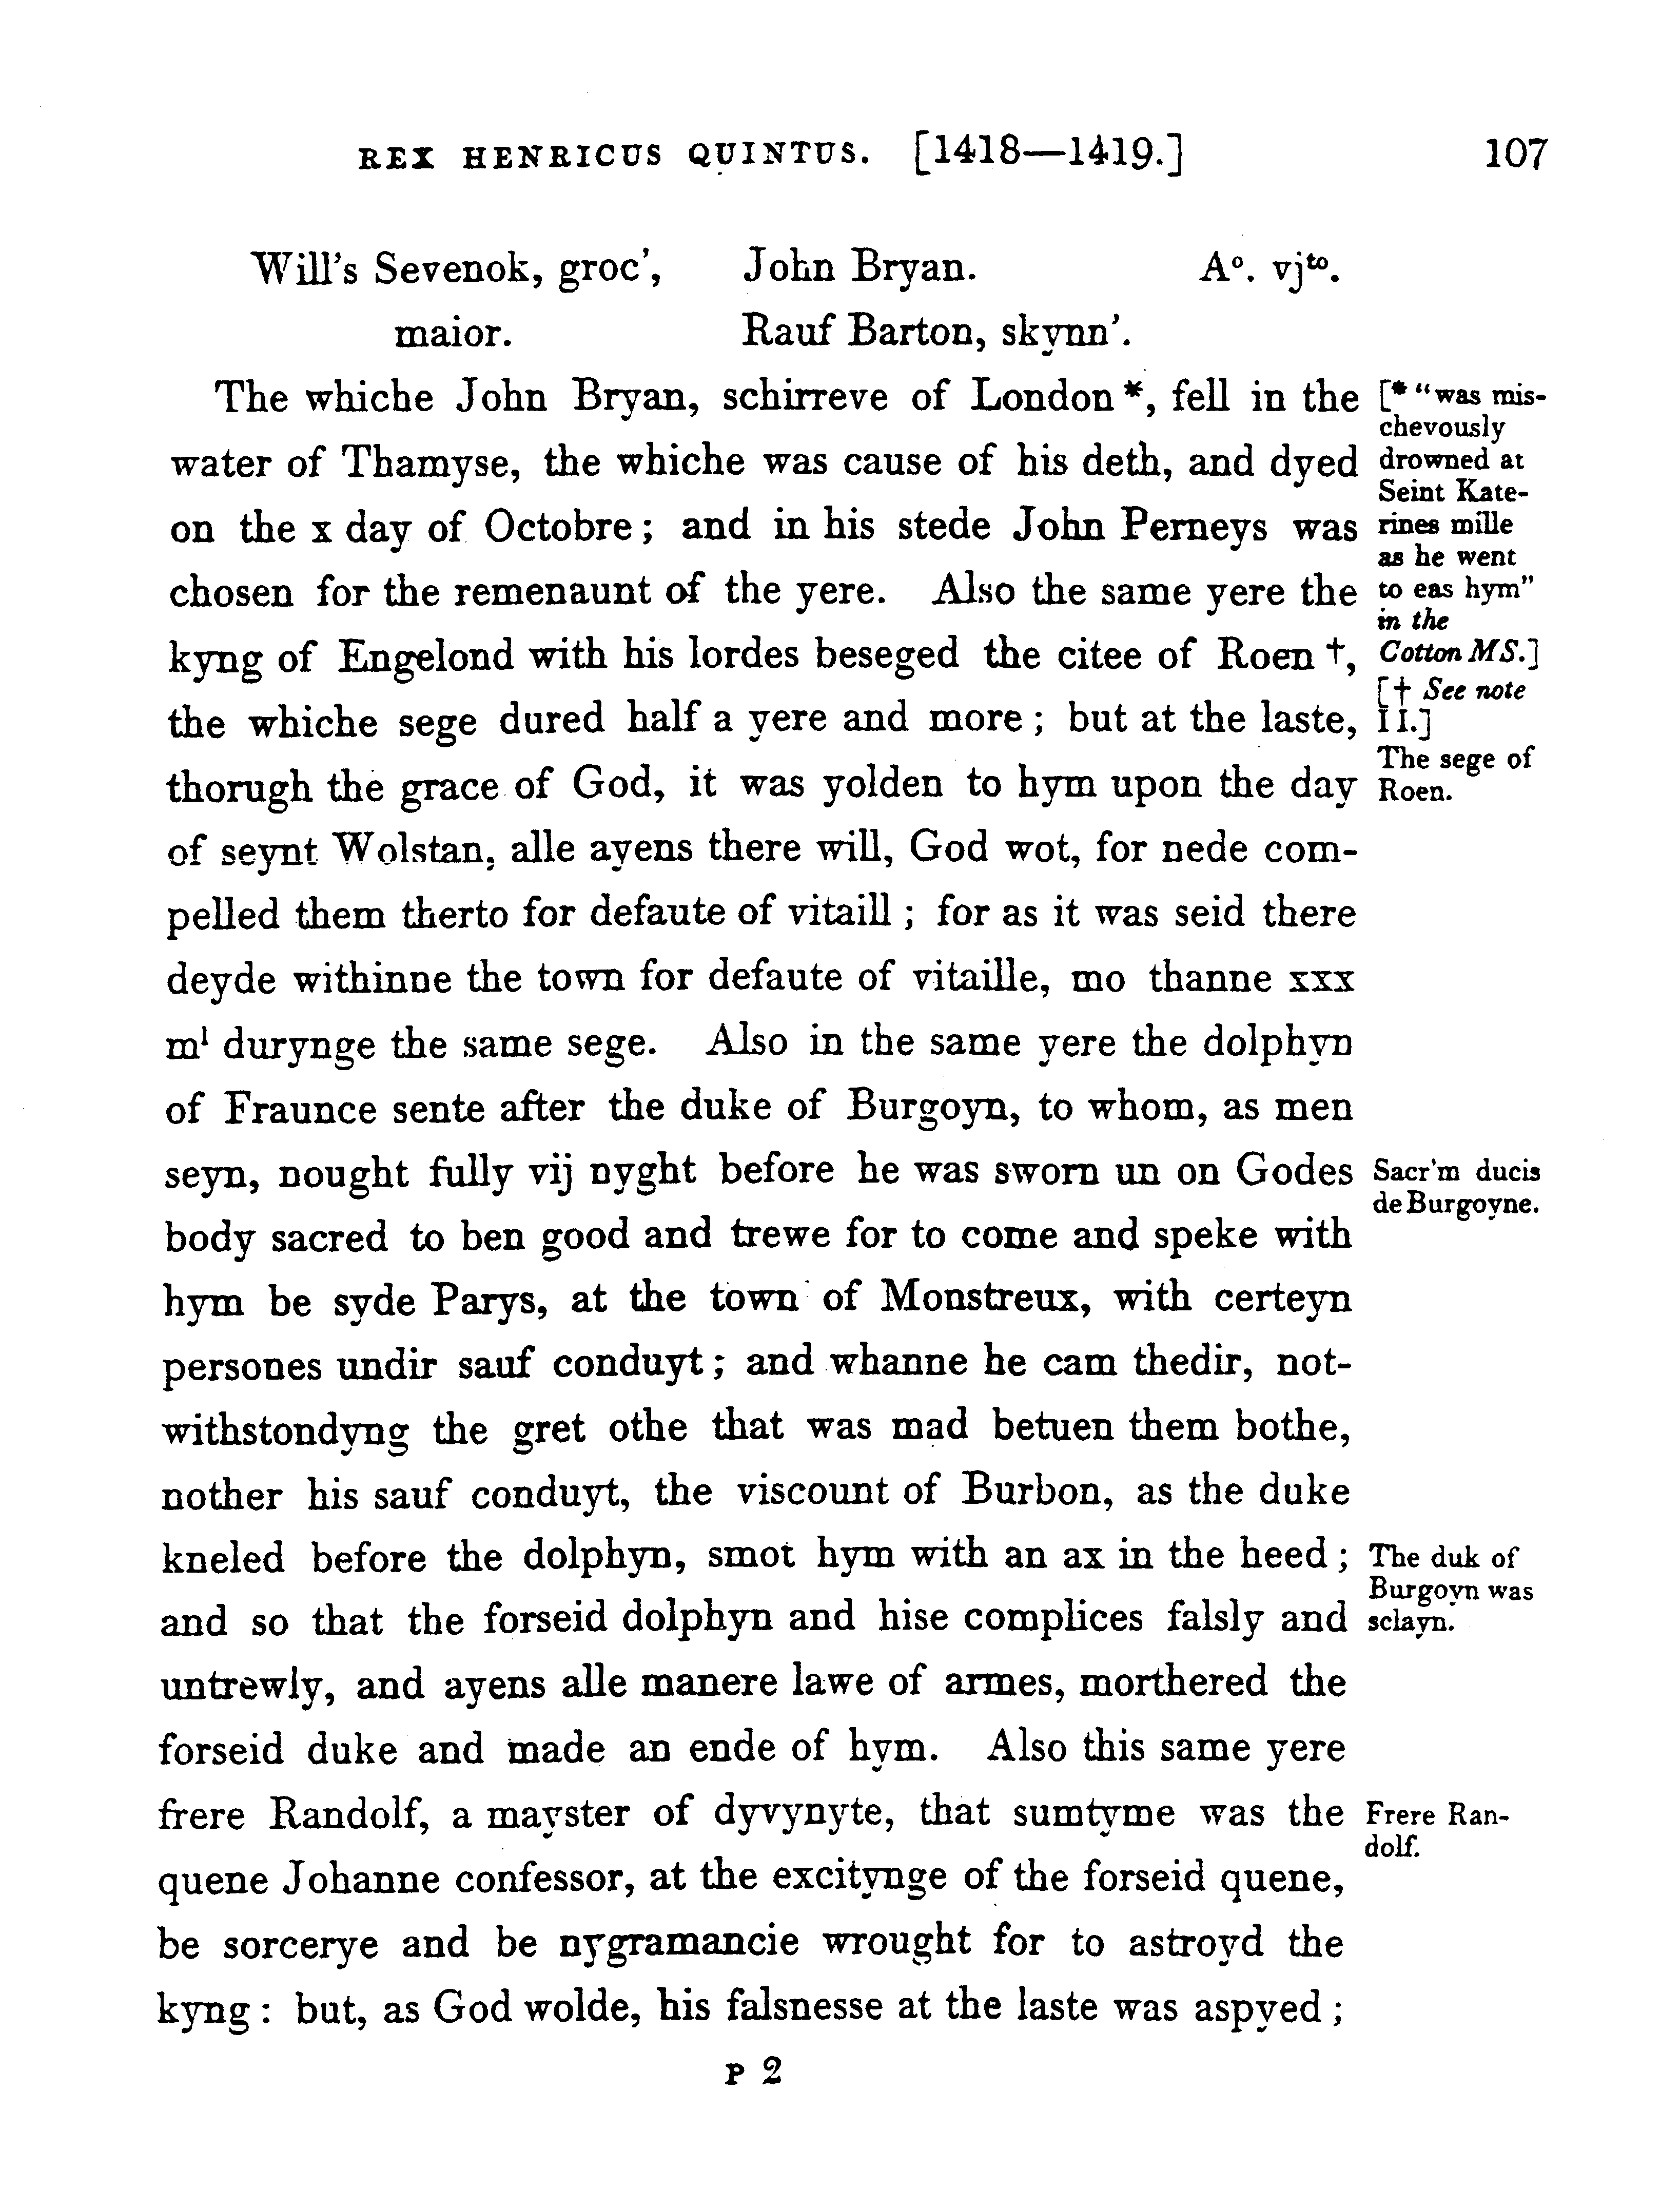 REX HENRICUS QUINTUS. [1418—1419.] 107
Will's Sevenok, groc', John Bryan. Aº. vjᵗᵒ.
maior. Rauf Barton, skynn'.
The whiche John Bryan, schirreve of London *, fell in the
water of Thamyse, the whiche was cause of his deth, and dyed
on the x day of Octobre; and in his stede John Perneys was
chosen for the remenaunt of the yere. Also the same yere the
kyng of Engelond with his lordes beseged the citee of Roen †,
the whiche sege dured half a yere and more; but at the laste,
thorugh the grace of God, it was yolden to hym upon the day
of seynt Wolstan, alle ayens there will, God wot, for nede com-
pelled them therto for defaute of vitaill; for as it was seid there
deyde withinne the town for defaute of vitaille, mo thanne xxx
mˡ durynge the same sege. Also in the same yere the dolphyn
of Fraunce sente after the duke of Burgoyn, to whom, as men
seyn, nought fully vij nyght before he was sworn un on Godes
body sacred to ben good and trewe for to come and speke with
hym be syde Parys, at the town of Monstreux, with certeyn
persones undir sauf conduyt; and whanne he cam thedir, not-
withstondyng the gret othe that was mad betuen them bothe,
nother his sauf conduyt, the viscount of Burbon, as the duke
kneled before the dolphyn, smot hym with an ax in the heed;
and so that the forseid dolphyn and hise complices falsly and
untrewly, and ayens alle manere lawe of armes, morthered the
forseid duke and made an ende of hym. Also this same yere
frere Randolf, a mayster of dyvynyte, that sumtyme was the
quene Johanne confessor, at the excitynge of the forseid quene,
be sorcerye and be nygramancie wrought for to astroyd the
kyng: but, as God wolde, his falsnesse at the laste was aspyed;
[* "was mis-
chevously
drowned at
Seint Kate-
rines mille
as he went
to eas hym"
in the
Cotton MS.]
[† See note
II.]
The sege of
Roen.
Sacr'm ducis
de Burgoyne.
The duk of
Burgoyn was
sclayn.
Frere Ran-
dolf.
P 2